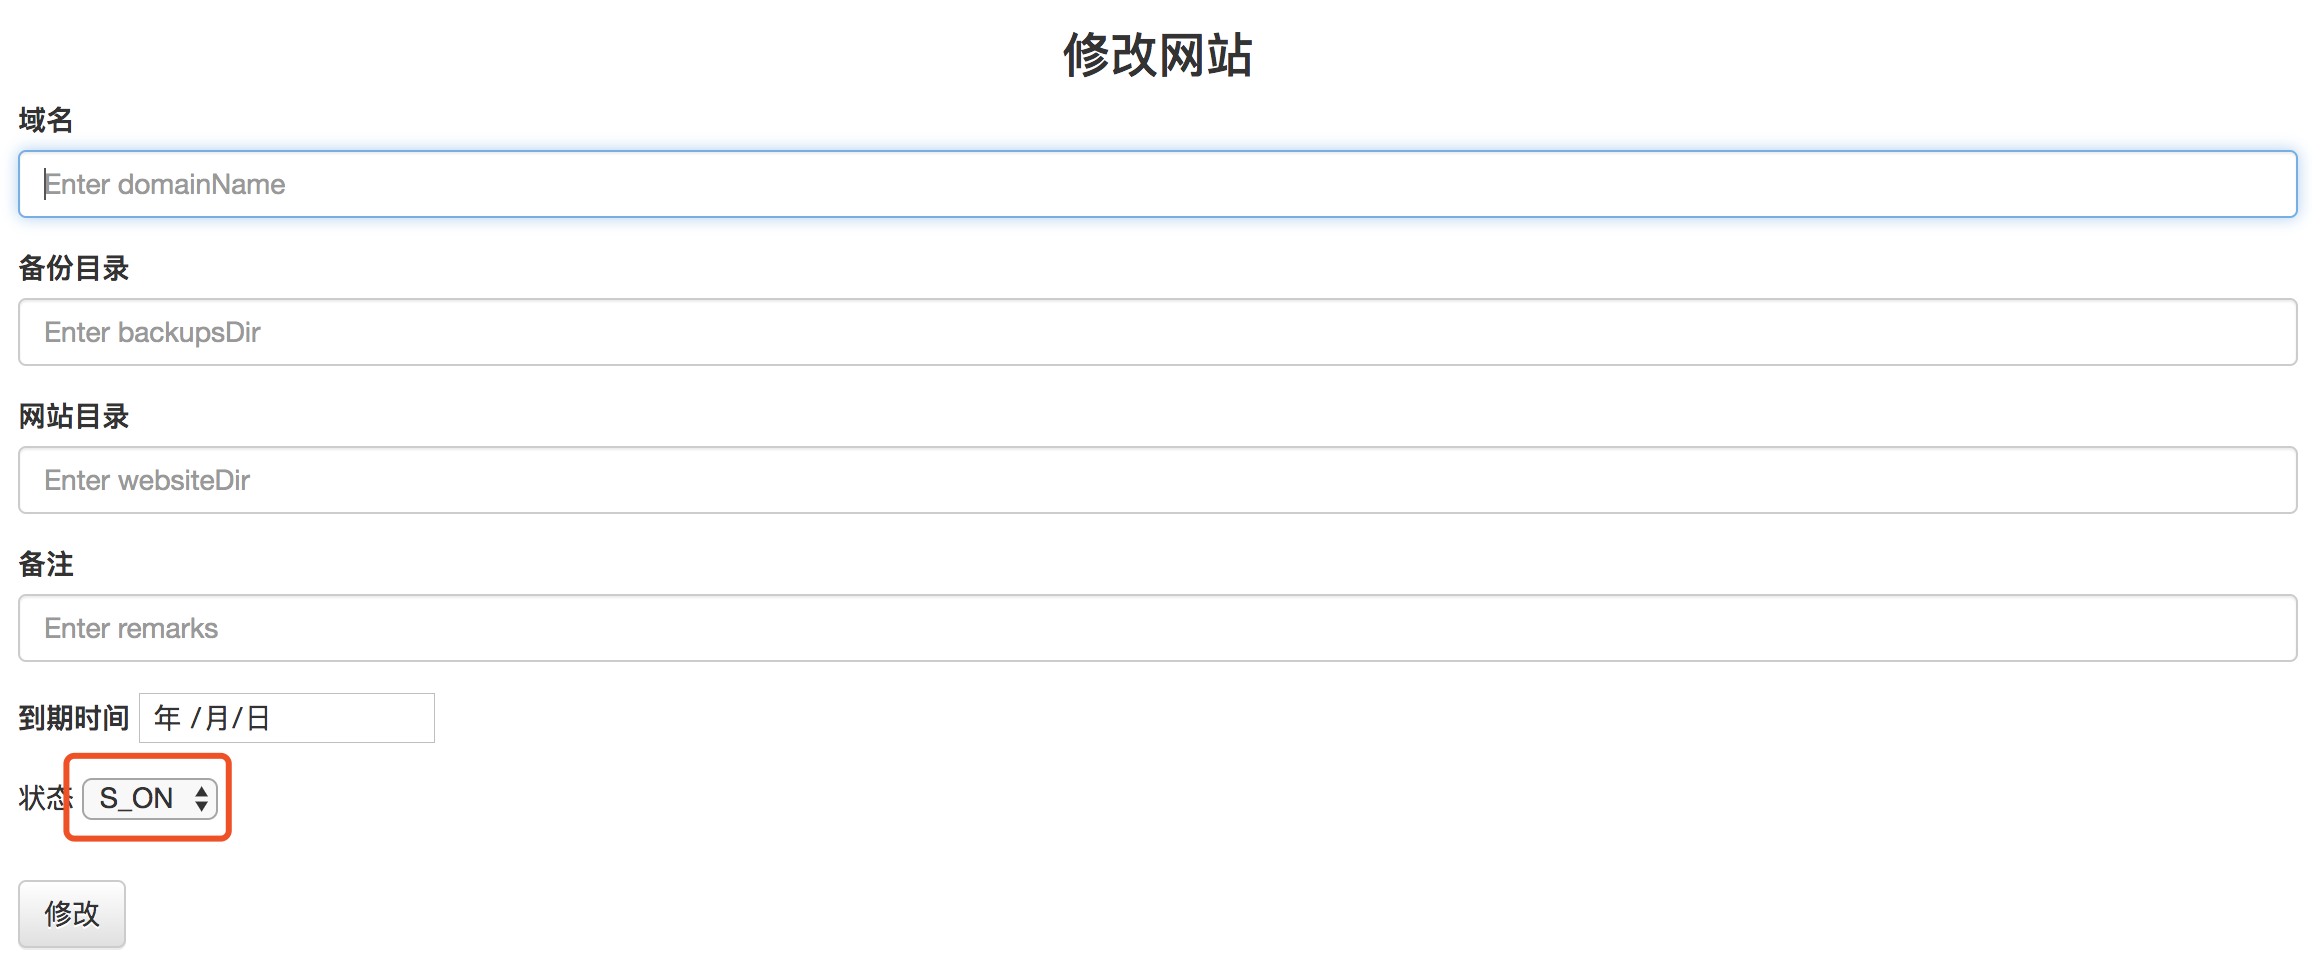 修改网站
域名
Enter domainName
备份目录
Enter backupsDir
网站目录
Enter websiteDir
备注
Enter remarks
到期时间 年 /月/日
状态 S_ON
修改